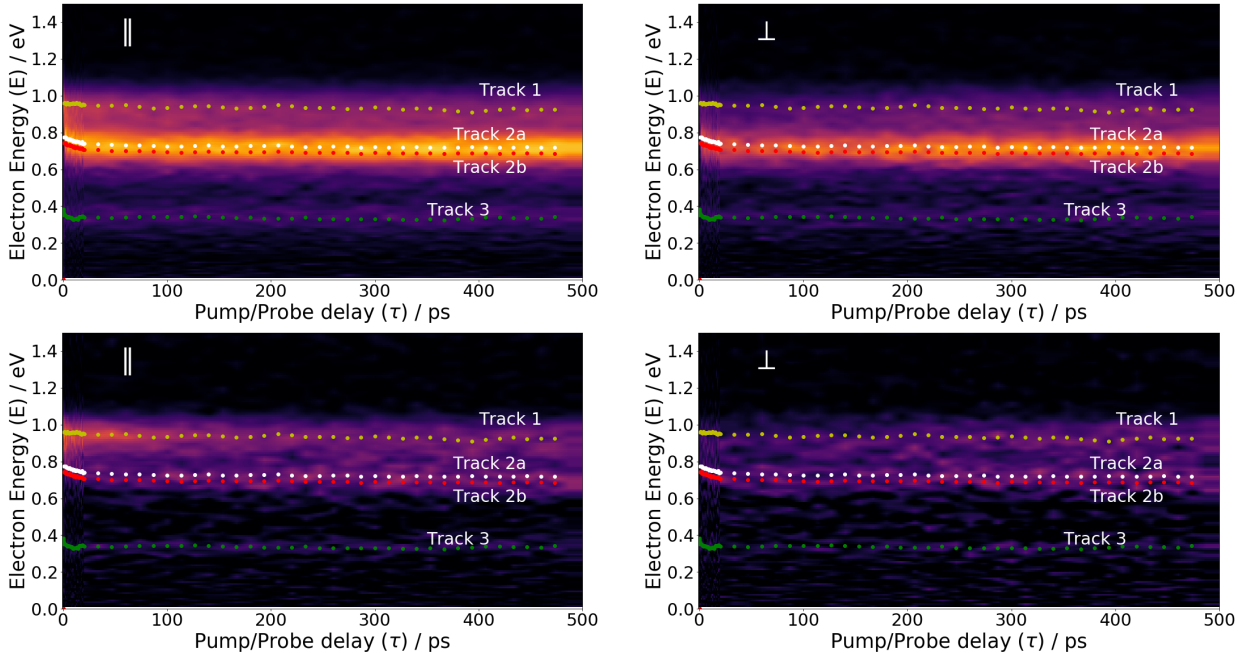 Electron Energy (E) / eV
1.4
1.2
1.0
0.8
0.6
0.4
0.2
0.0
∥
Track 1
Track 2a
Track 2b
Track 3
0 100 200 300 400 500
Pump/Probe delay (τ) / ps
Electron Energy (E) / eV
1.4
1.2
1.0
0.8
0.6
0.4
0.2
0.0
⊥
Track 1
Track 2a
Track 2b
Track 3
0 100 200 300 400 500
Pump/Probe delay (τ) / ps
Electron Energy (E) / eV
1.4
1.2
1.0
0.8
0.6
0.4
0.2
0.0
∥
Track 1
Track 2a
Track 2b
Track 3
0 100 200 300 400 500
Pump/Probe delay (τ) / ps
Electron Energy (E) / eV
1.4
1.2
1.0
0.8
0.6
0.4
0.2
0.0
⊥
Track 1
Track 2a
Track 2b
Track 3
0 100 200 300 400 500
Pump/Probe delay (τ) / ps